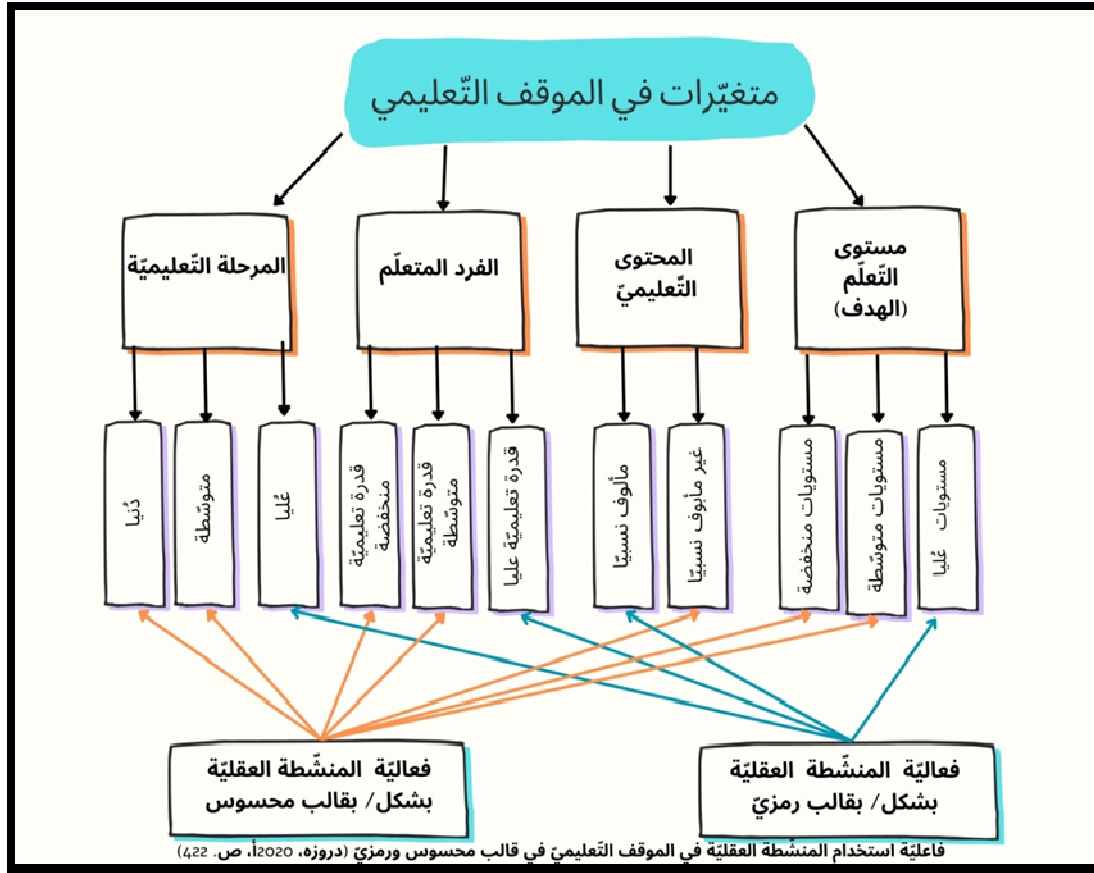 متغيّرات في الموقف التّعليمي
مستوى
التّعلّم
(الهدف)
المحتوى
التّعليميّ
الفرد المتعلّم
المرحلة التّعليميّة
مستويات عُليا
مستويات متوسّطة
مستويات منخفضة
غير مأبوف نسبيّا
مألوف نسبيّا
قدرة تعليميّة عليا
قدرة تعليميّة
متوسّطة
قدرة تعليميّة
منخفضة
عُليا
متوسّطة
دُنيا
فعاليّة المنشّطة العقليّة
بشكل/ بقالب رمزيّ
فعاليّة المنشّطة العقليّة
بشكل/ بقالب محسوس
فاعليّة استخدام المنشّطة العقليّة في الموقف التّعليميّ في قالب محسوس ورمزيّ (دروزه، 2020أ، ص. 422)